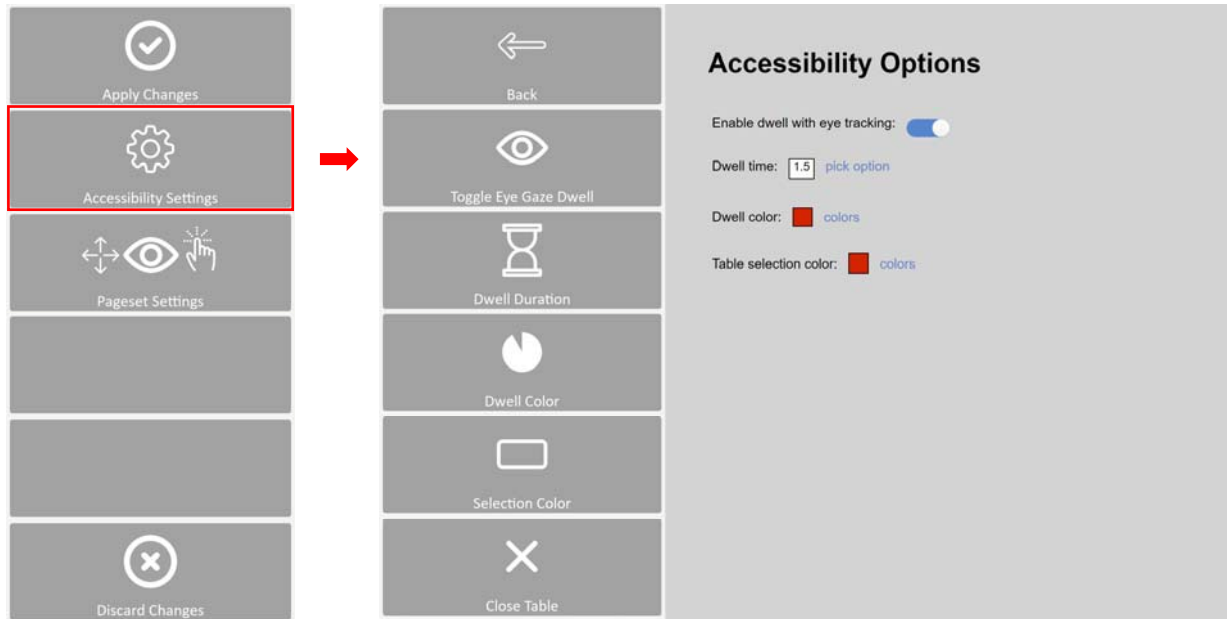 Apply Changes
Accessibility Settings
Pageset Settings
Discard Changes
Back
Toggle Eye Gaze Dwell
Dwell Duration
Dwell Color
Selection Color
Close Table
Accessibility Options
Enable dwell with eye tracking:
Dwell time: 1.5 pick option
Dwell color: colors
Table selection color: colors